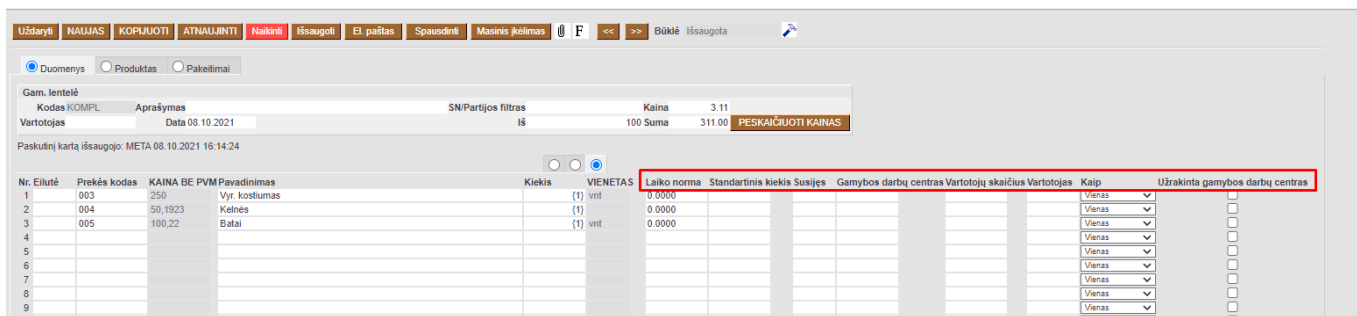 Uždaryti NAUJAS KOPIJUOTI ATNAUJINTI Naikinti Išsaugoti El. paštas Spausdinti Masinis įkėlimas F << >> Būklė Išsaugota
Duomenys Produktas Pakeitimai
Gam. lentelė
Kodas KOMPL Aprašymas SN/Partijos filtras Kaina 3.11
Vartotojas Data 08.10.2021 Iš 100 Suma 311.00 PESKAIČIUOTI KAINAS
Paskutinį kartą išsaugojo: META 08.10.2021 16:14:24
Nr. Eilutė Prekės kodas KAINA BE PVM Pavadinimas Kiekis VIENETAS Laiko norma Standartinis kiekis Susijęs Gamybos darbų centras Vartotojų skaičius Vartotojas Kaip Užrakinta gamybos darbų centras
1 003 250 Vyr. kostiumas {1} vnt 0.0000 Vienas
2 004 50,1923 Kelnės {1} 0.0000 Vienas
3 005 100,22 Batai {1} vnt 0.0000 Vienas
4 Vienas
5 Vienas
6 Vienas
7 Vienas
8 Vienas
9 Vienas